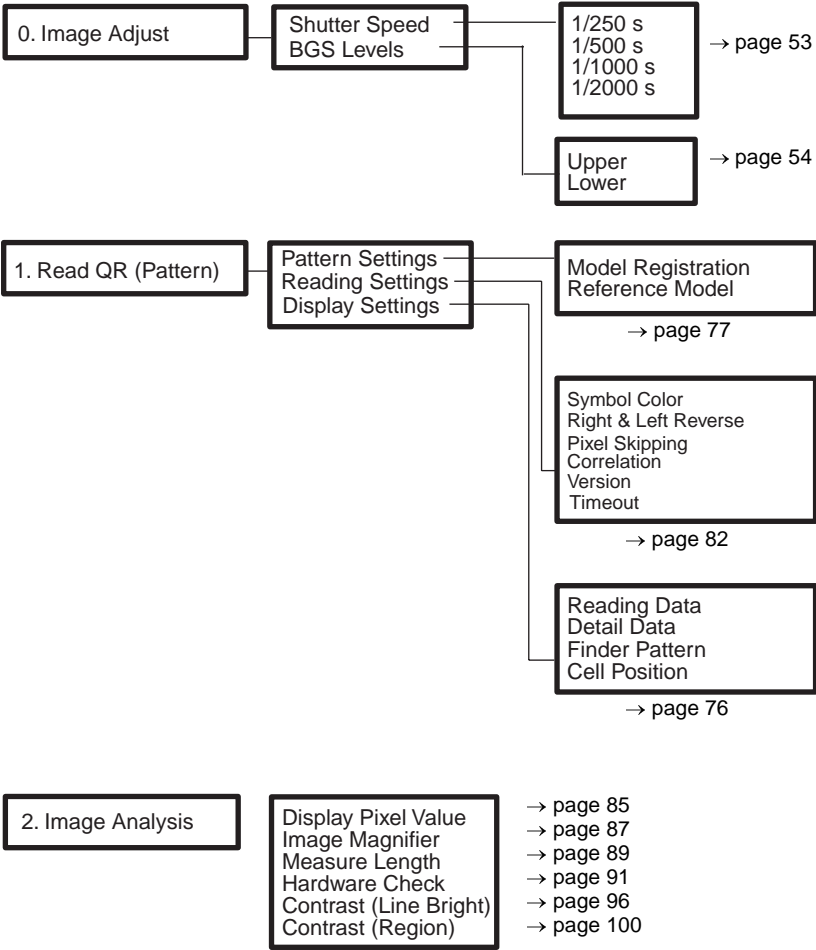 0. Image Adjust
Shutter Speed
BGS Levels
1/250 s
1/500 s
1/1000 s
1/2000 s
→ page 53
Upper
Lower
→ page 54
1. Read QR (Pattern)
Pattern Settings
Reading Settings
Display Settings
Model Registration
Reference Model
→ page 77
Symbol Color
Right & Left Reverse
Pixel Skipping
Correlation
Version
Timeout
→ page 82
Reading Data
Detail Data
Finder Pattern
Cell Position
→ page 76
2. Image Analysis
Display Pixel Value → page 85
Image Magnifier → page 87
Measure Length → page 89
Hardware Check → page 91
Contrast (Line Bright) → page 96
Contrast (Region) → page 100